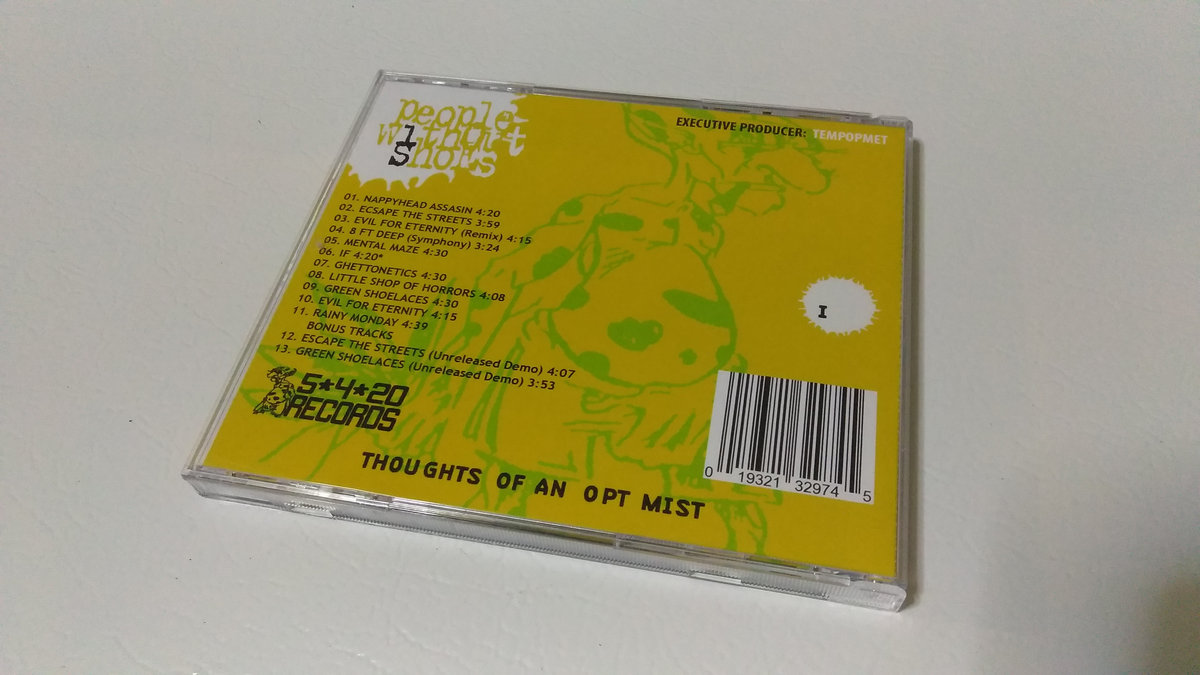 people
without
shoes
EXECUTIVE PRODUCER: TEMPOPMET
01. NAPPYHEAD ASSASIN 4:20
02. ECSAPE THE STREETS 3:59
03. EVIL FOR ETERNITY (Remix) 4:15
04. 8 FT DEEP (Symphony) 3:24
05. MENTAL MAZE 4:30
06. IF 4:20*
07. GHETTONETICS 4:30
08. LITTLE SHOP OF HORRORS 4:08
09. GREEN SHOELACES 4:30
10. EVIL FOR ETERNITY 4:15
11. RAINY MONDAY 4:39
BONUS TRACKS
12. ESCAPE THE STREETS (Unreleased Demo) 4:07
13. GREEN SHOELACES (Unreleased Demo) 3:53
I
5*4*20
RECORDS
THOUGHTS OF AN OPT MIST
0 19321 32974 5